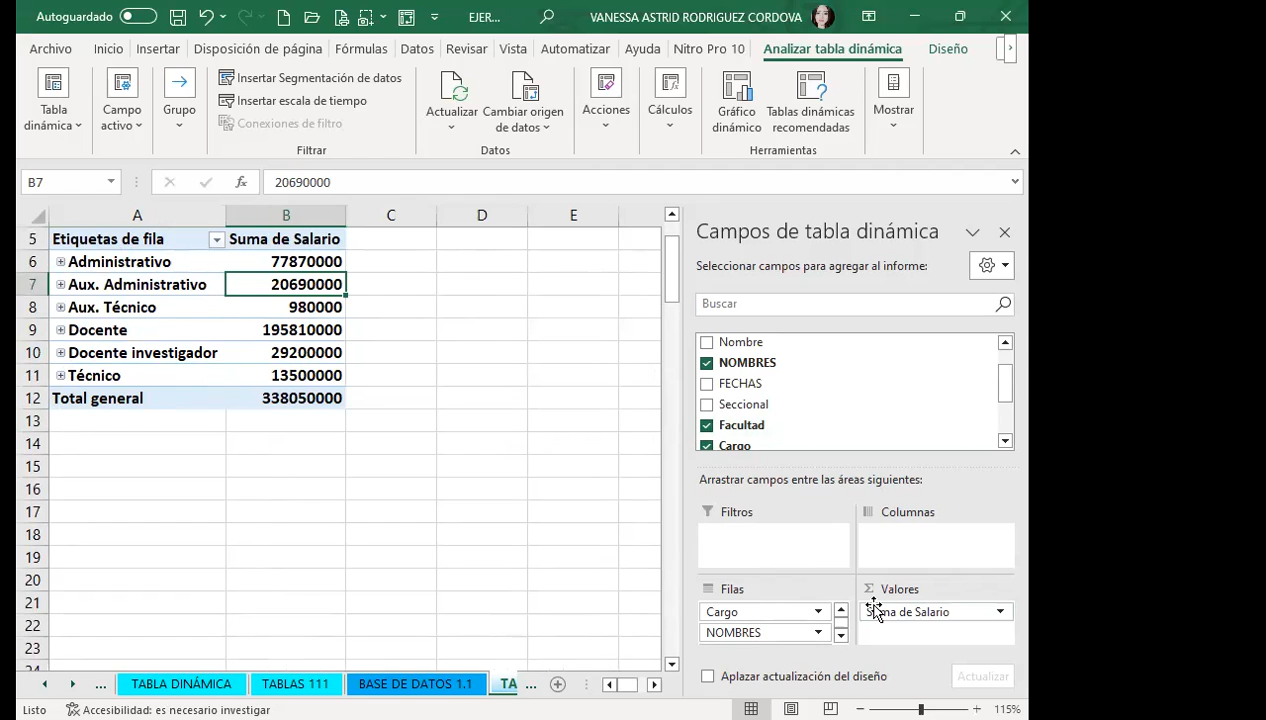 Autoguardado EJER... VANESSA ASTRID RODRIGUEZ CORDOVA
Archivo Inicio Insertar Disposición de página Fórmulas Datos Revisar Vista Automatizar Ayuda Nitro Pro 10 Analizar tabla dinámica Diseño
Tabla dinámica
Campo activo
Grupo
Insertar Segmentación de datos
Insertar escala de tiempo
Conexiones de filtro
Filtrar
Actualizar
Cambiar origen de datos
Datos
Acciones
Cálculos
Gráfico dinámico
Tablas dinámicas recomendadas
Herramientas
Mostrar
B7 fx 20690000
A B C D E
5 Etiquetas de fila Suma de Salario
6 Administrativo 77870000
7 Aux. Administrativo 20690000
8 Aux. Técnico 980000
9 Docente 195810000
10 Docente investigador 29200000
11 Técnico 13500000
12 Total general 338050000
13
14
15
16
17
18
19
20
21
22
23
Campos de tabla dinámica
Seleccionar campos para agregar al informe:
Buscar
Nombre
NOMBRES
FECHAS
Seccional
Facultad
Cargo
Arrastrar campos entre las áreas siguientes:
Filtros
Columnas
Filas
Σ Valores
Cargo
NOMBRES
de Salario
Aplazar actualización del diseño
Actualizar
... TABLA DINÁMICA TABLAS 111 BASE DE DATOS 1.1 TA ...
Listo Accesibilidad: es necesario investigar 115%